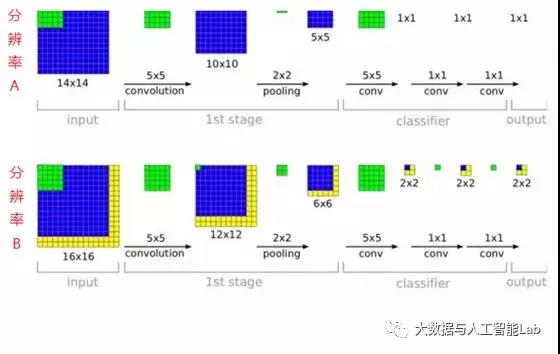 分辨率A
14x14
5x5
convolution
10x10
2x2
pooling
5x5
5x5
conv
1x1
1x1
conv
1x1
1x1
conv
1x1
input
1st stage
classifier
output
分辨率B
16x16
5x5
convolution
12x12
2x2
pooling
6x6
5x5
conv
2x2
1x1
conv
2x2
1x1
conv
2x2
input
1st stage
classifier
output
大数据与人工智能Lab